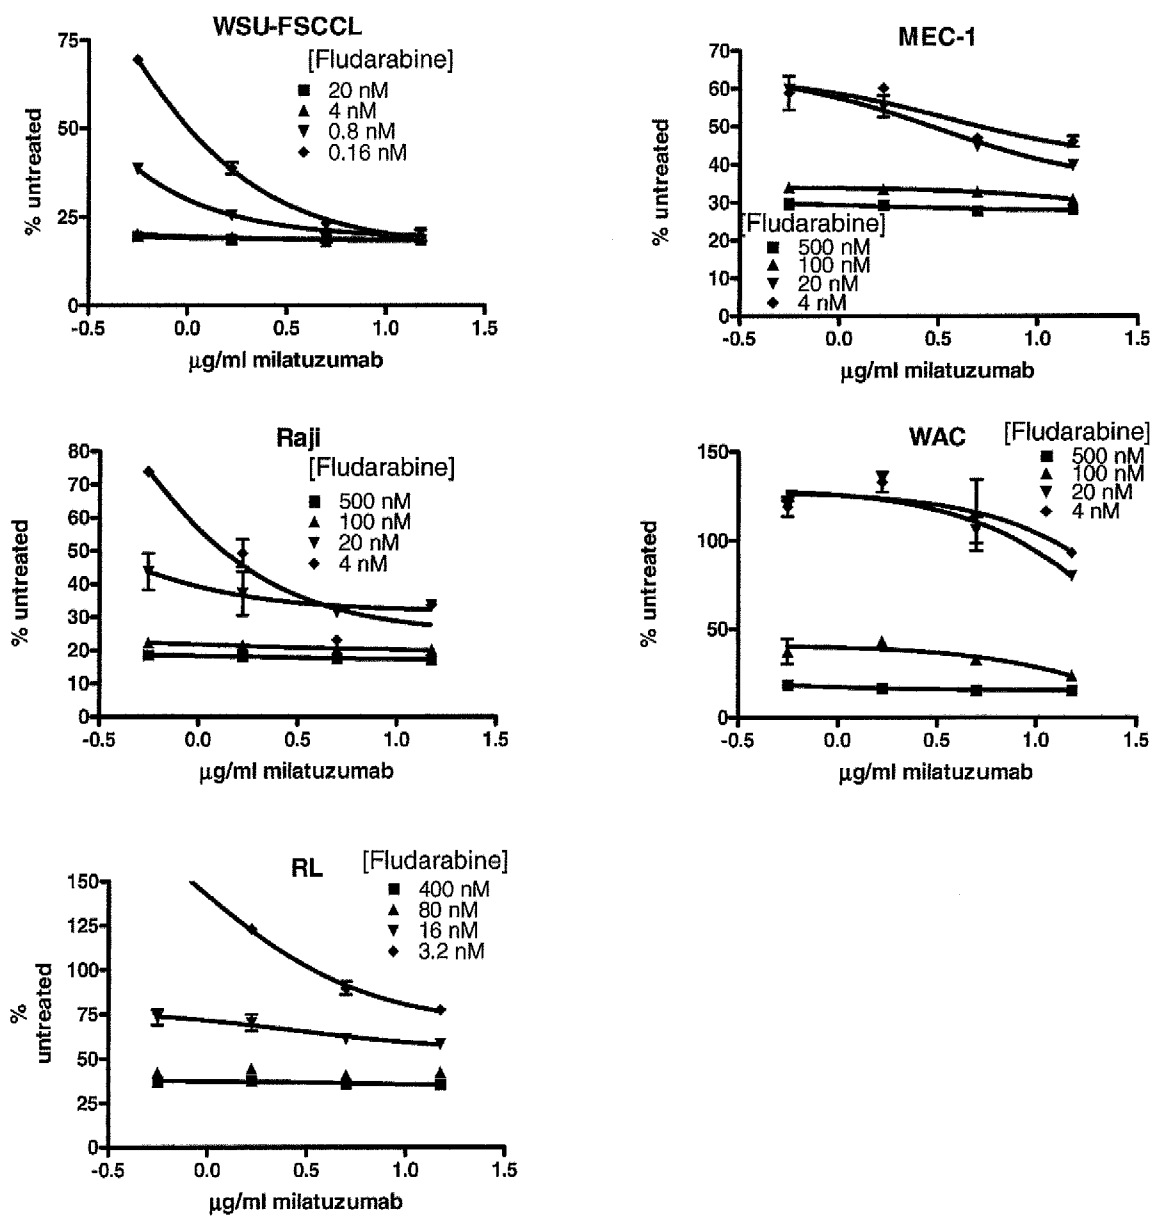 WSU-FSCCL
[Fludarabine]
20 nM
4 nM
0.8 nM
0.16 nM
75
50
25
0
% untreated
-0.5 0.0 0.5 1.0 1.5
μg/ml milatuzumab
MEC-1
70
60
50
40
30
20
10
0
% untreated
[Fludarabine]
500 nM
100 nM
20 nM
4 nM
-0.5 0.0 0.5 1.0 1.5
μg/ml milatuzumab
Raji
[Fludarabine]
500 nM
100 nM
20 nM
4 nM
80
70
60
50
40
30
20
10
0
% untreated
-0.5 0.0 0.5 1.0 1.5
μg/ml milatuzumab
WAC
[Fludarabine]
500 nM
100 nM
20 nM
4 nM
150
100
50
0
% untreated
-0.5 0.0 0.5 1.0 1.5
μg/ml milatuzumab
RL
[Fludarabine]
400 nM
80 nM
16 nM
3.2 nM
150
125
100
75
50
25
0
%
untreated
-0.5 0.0 0.5 1.0 1.5
μg/ml milatuzumab